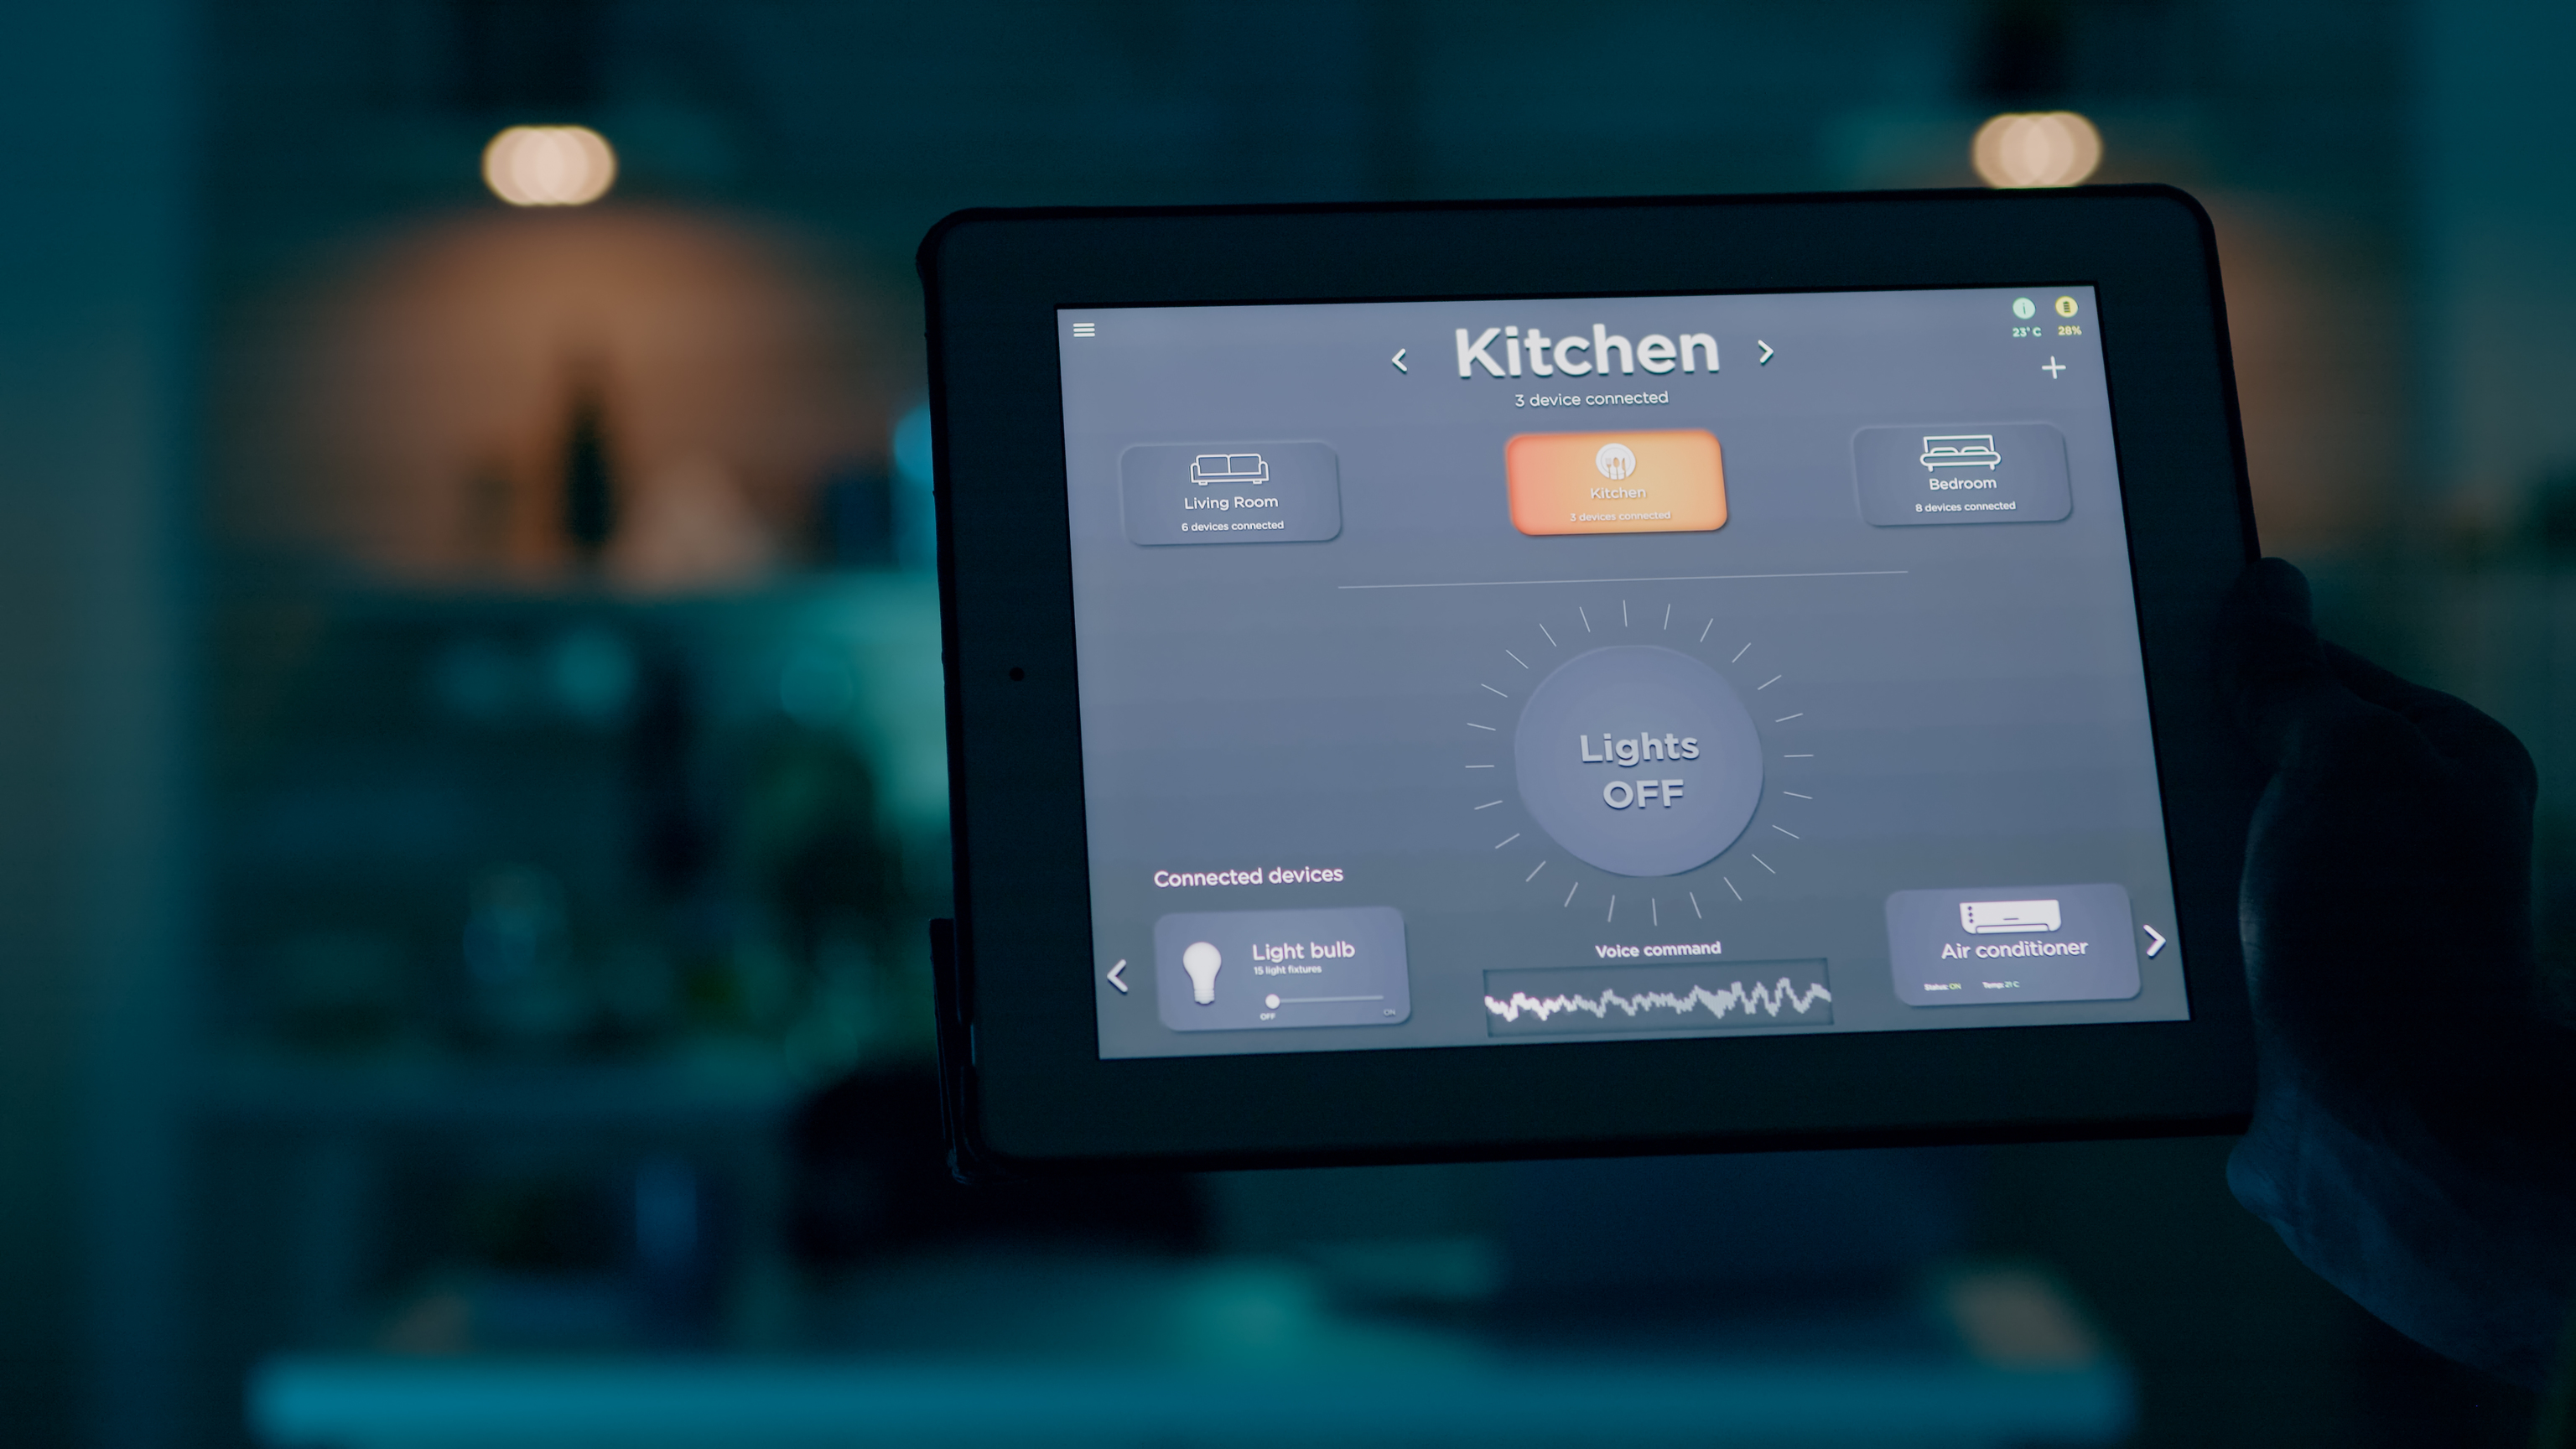 23°C 28%
Kitchen
3 device connected
Living Room
6 devices connected
Kitchen
3 devices connected
Bedroom
8 devices connected
Lights
OFF
Connected devices
Light bulb
15 light fixtures
OFF ON
Voice command
Air conditioner
Status: ON Temp: 21 C